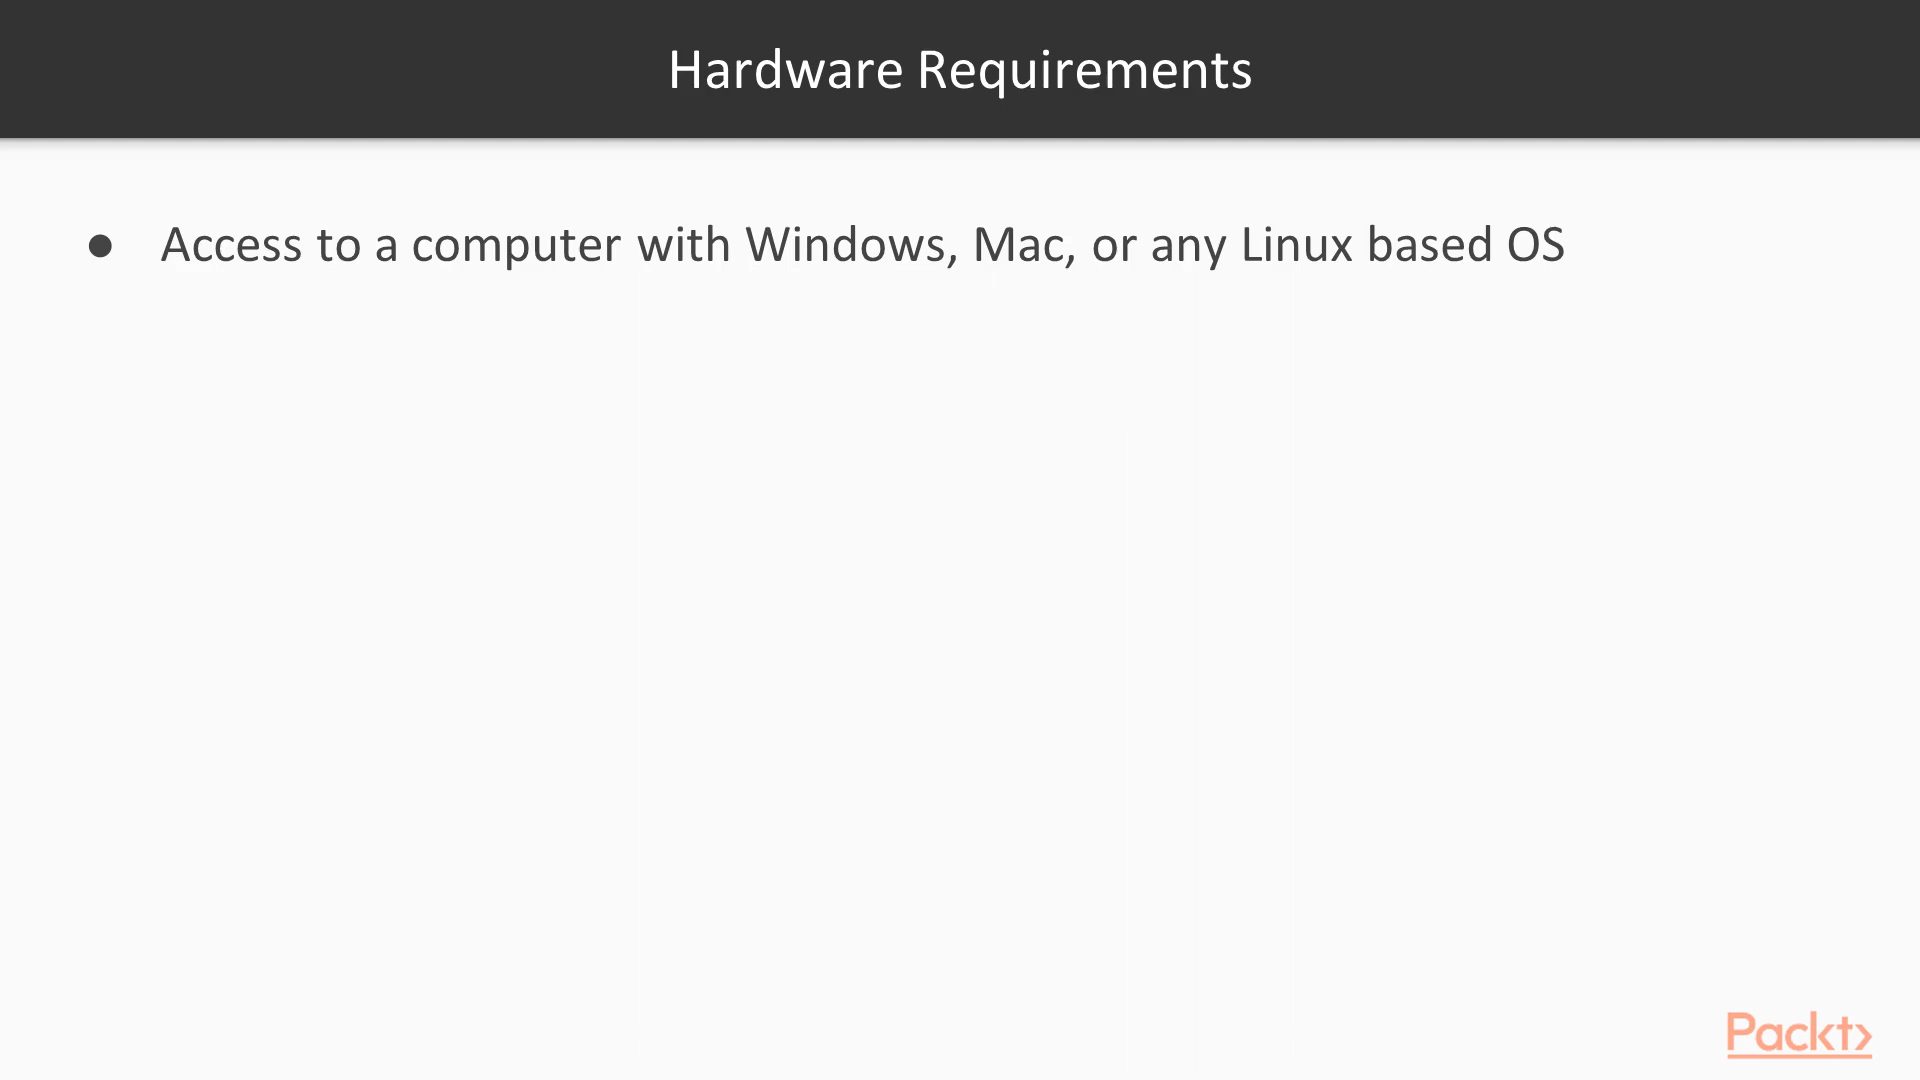 Hardware Requirements
● Access to a computer with Windows, Mac, or any Linux based OS
Packt>